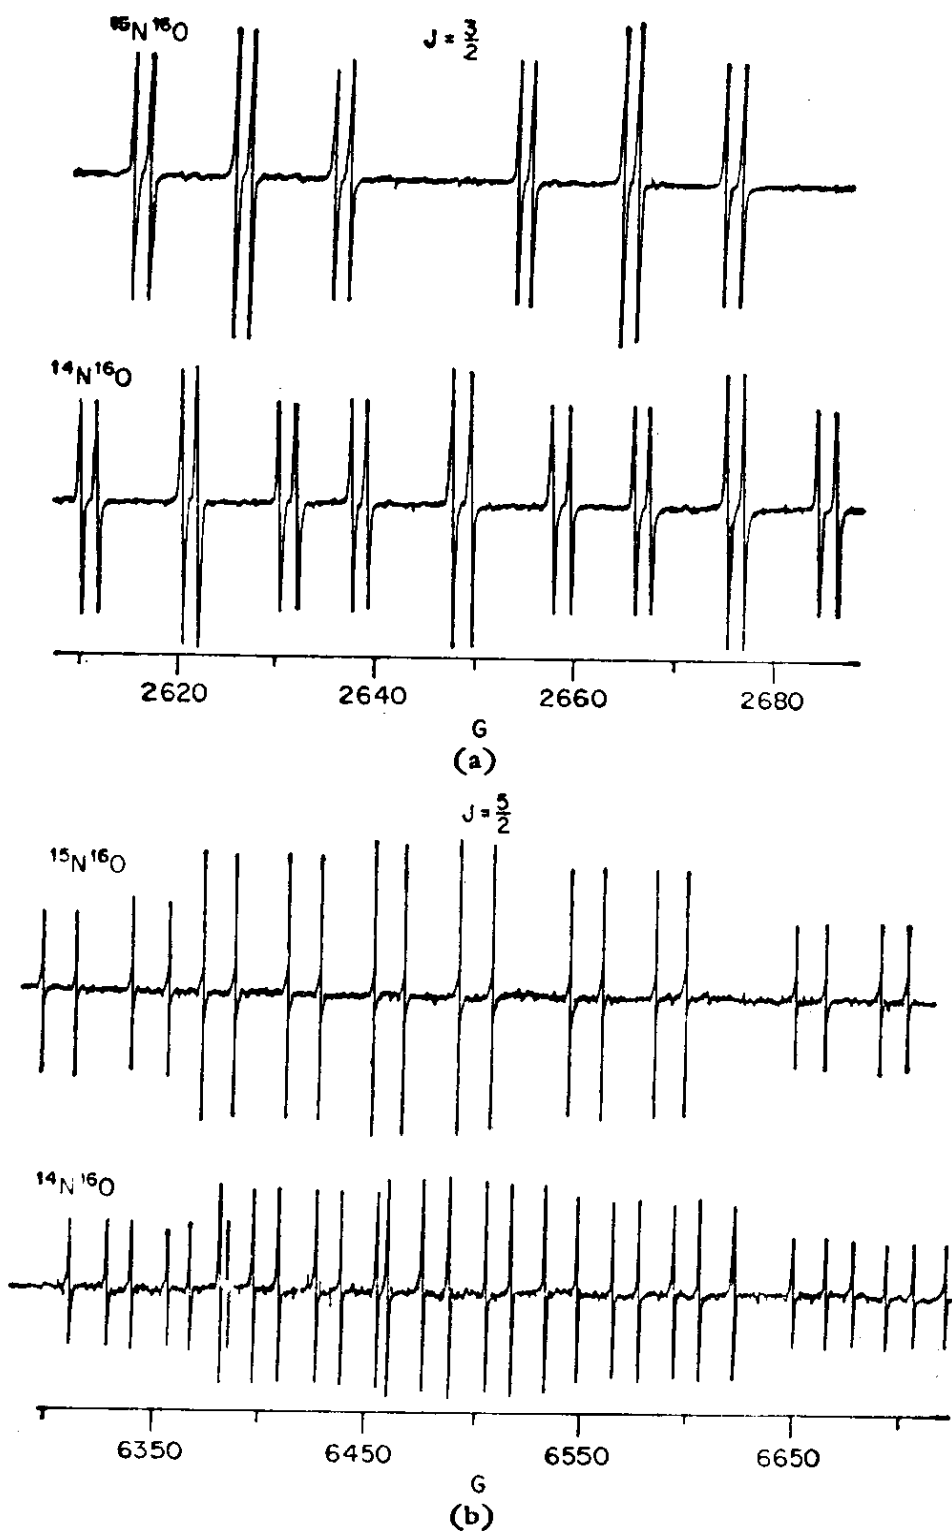 ¹⁵N¹⁶O
J = 3/2
¹⁴N¹⁶O
2620 2640 2660 2680
G
(a)
J = 5/2
¹⁵N¹⁶O
¹⁴N¹⁶O
6350 6450 6550 6650
G
(b)